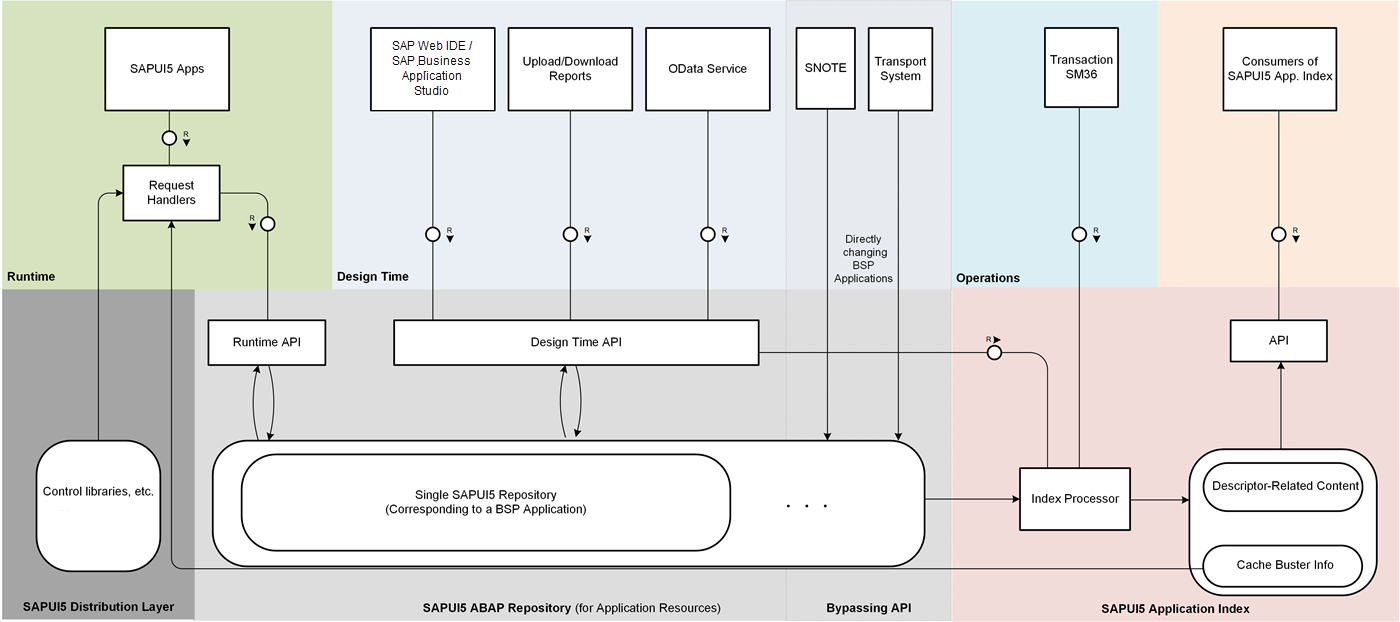 SAPUI5 Apps
R
Request
Handlers
R
Runtime
SAP Web IDE /
SAP Business
Application
Studio
Upload/Download
Reports
OData Service
R
R
R
Design Time
SNOTE
Transport
System
Directly
changing
BSP
Applications
Transaction
SM36
R
Operations
Consumers of
SAPUI5 App. Index
R
Runtime API
Design Time API
R
API
Control libraries, etc.
Single SAPUI5 Repository
(Corresponding to a BSP Application)
. . .
Index Processor
Descriptor-Related Content
Cache Buster Info
SAPUI5 Distribution Layer
SAPUI5 ABAP Repository (for Application Resources)
Bypassing API
SAPUI5 Application Index